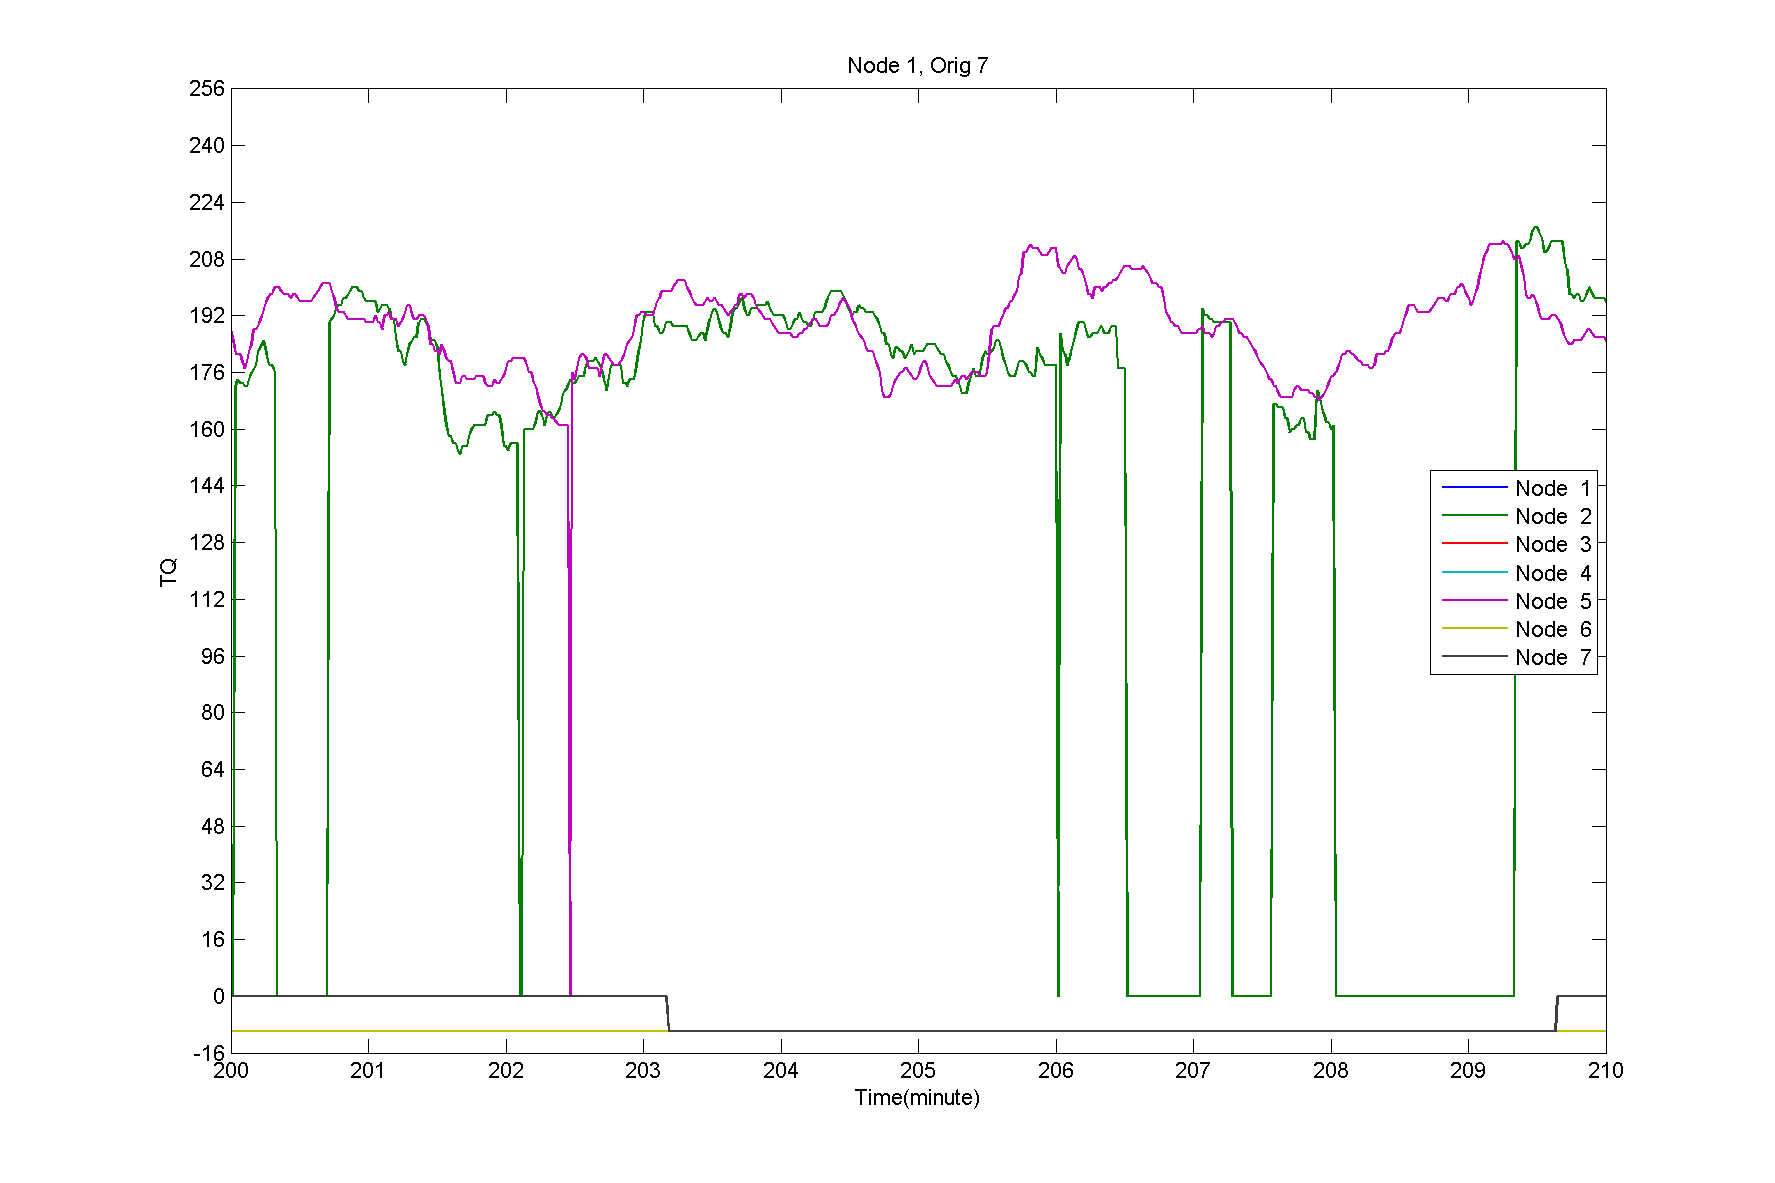 Node 1, Orig 7
256
240
224
208
192
176
160
144
128
112
96
80
64
48
32
16
0
-16
TQ
Node 1
Node 2
Node 3
Node 4
Node 5
Node 6
Node 7
200 201 202 203 204 205 206 207 208 209 210
Time(minute)